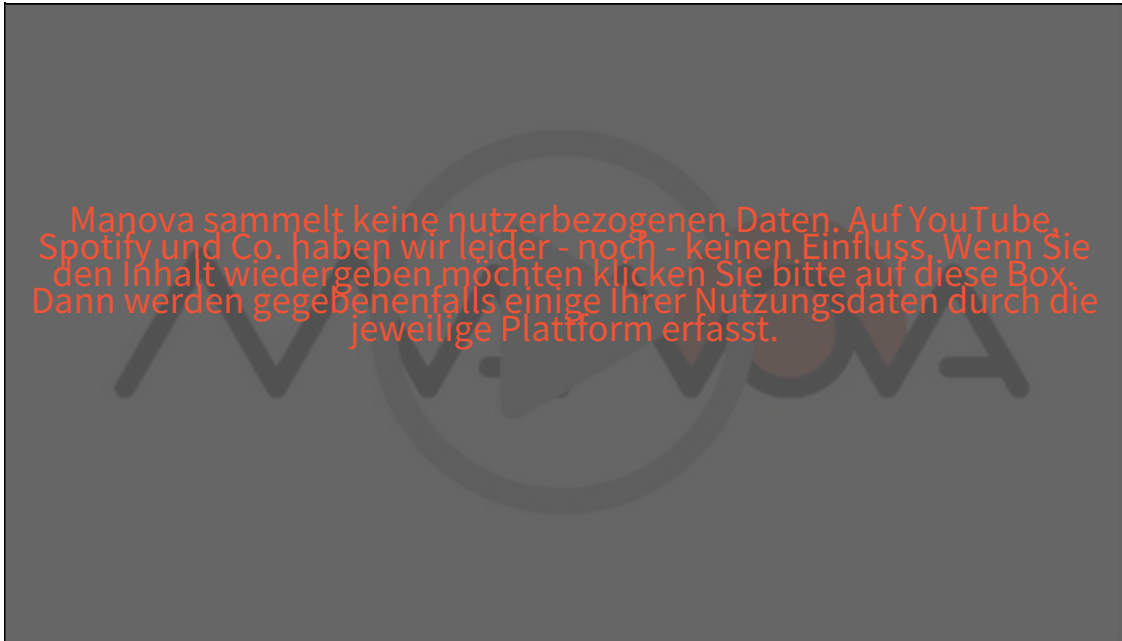 Manova sammelt keine nutzerbezogenen Daten. Auf YouTube,
Spotify und Co. haben wir leider - noch - keinen Einfluss. Wenn Sie
den Inhalt wiedergeben möchten klicken Sie bitte auf diese Box.
Dann werden gegebenenfalls einige Ihrer Nutzungsdaten durch die
jeweilige Plattform erfasst.
MANOVA